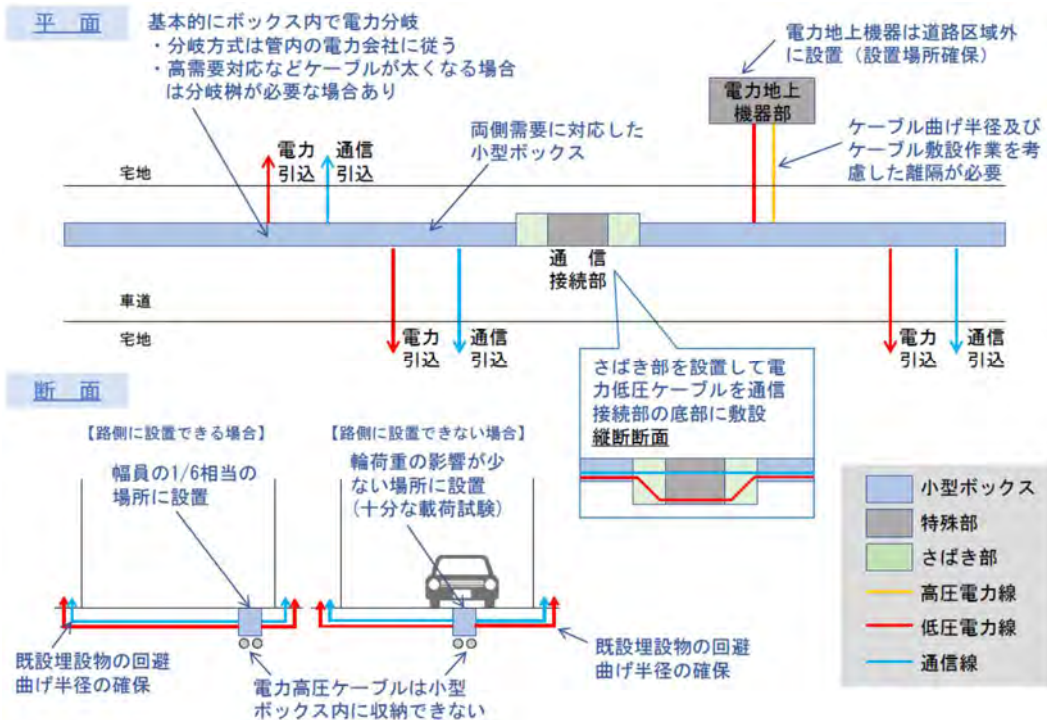 平　面
基本的にボックス内で電力分岐
・分岐方式は管内の電力会社に従う
・高需要対応などケーブルが太くなる場合
は分岐桝が必要な場合あり
電力地上機器は道路区域外
に設置（設置場所確保）
電力地上
機器部
両側需要に対応した
小型ボックス
ケーブル曲げ半径及び
ケーブル敷設作業を考
慮した離隔が必要
電力
引込
通信
引込
宅地
通　信
接続部
車道
宅地
電力
引込
通信
引込
電力
引込
通信
引込
さばき部を設置して電
力低圧ケーブルを通信
接続部の底部に敷設
縦断断面
断　面
【路側に設置できる場合】
【路側に設置できない場合】
幅員の1/6相当の
場所に設置
輪荷重の影響が少
ない場所に設置
（十分な載荷試験）
既設埋設物の回避
曲げ半径の確保
電力高圧ケーブルは小型
ボックス内に収納できない
既設埋設物の回避
曲げ半径の確保
小型ボックス
特殊部
さばき部
高圧電力線
低圧電力線
通信線